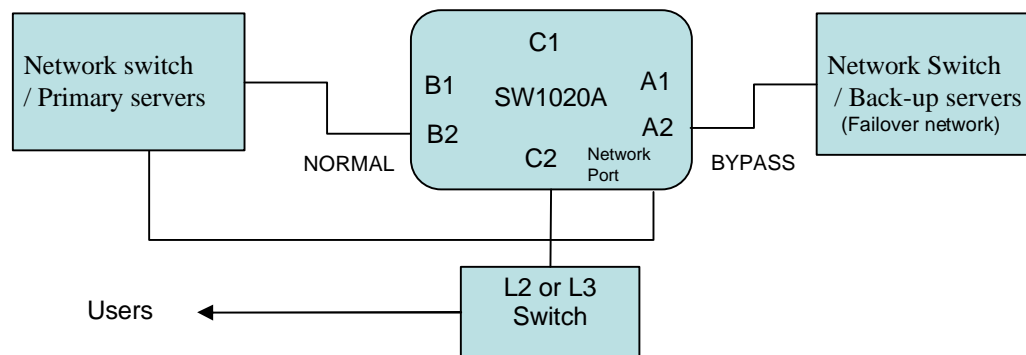 Network switch
/ Primary servers
C1
B1
SW1020A
A1
B2
A2
C2
Network
Port
NORMAL
BYPASS
Network Switch
/ Back-up servers
(Failover network)
L2 or L3
Switch
Users